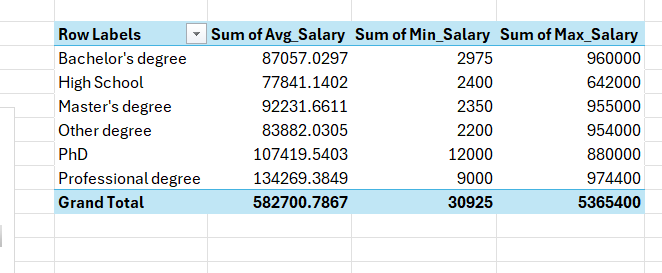 Row Labels Sum of Avg_Salary Sum of Min_Salary Sum of Max_Salary
Bachelor's degree 87057.0297 2975 960000
High School 77841.1402 2400 642000
Master's degree 92231.6611 2350 955000
Other degree 83882.0305 2200 954000
PhD 107419.5403 12000 880000
Professional degree 134269.3849 9000 974400
Grand Total 582700.7867 30925 5365400